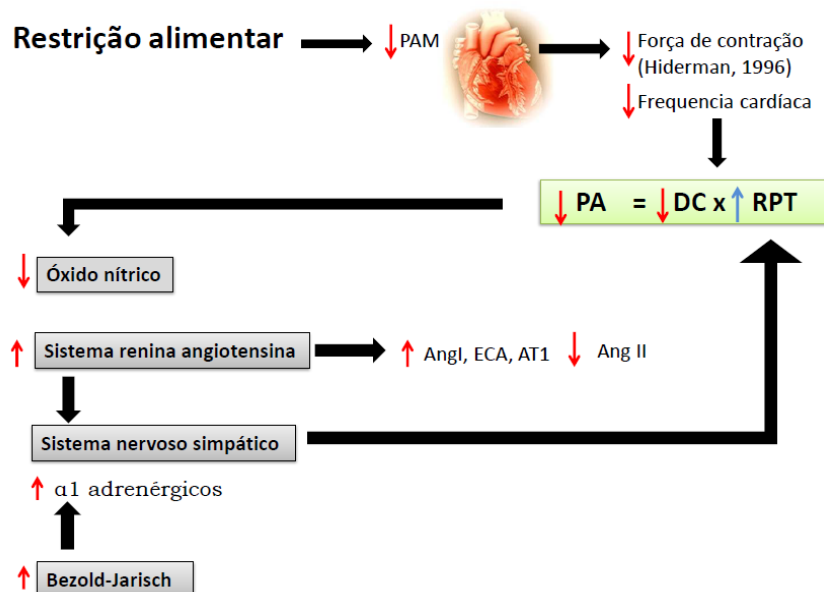 Restrição alimentar
↓ PAM
↓ Força de contração
(Hiderman, 1996)
↓ Frequencia cardíaca
↓ PA = ↓ DC x ↑ RPT
↓ Óxido nítrico
↑ Sistema renina angiotensina
↑ AngI, ECA, AT1 ↓ Ang II
Sistema nervoso simpático
↑ α1 adrenérgicos
↑ Bezold-Jarisch